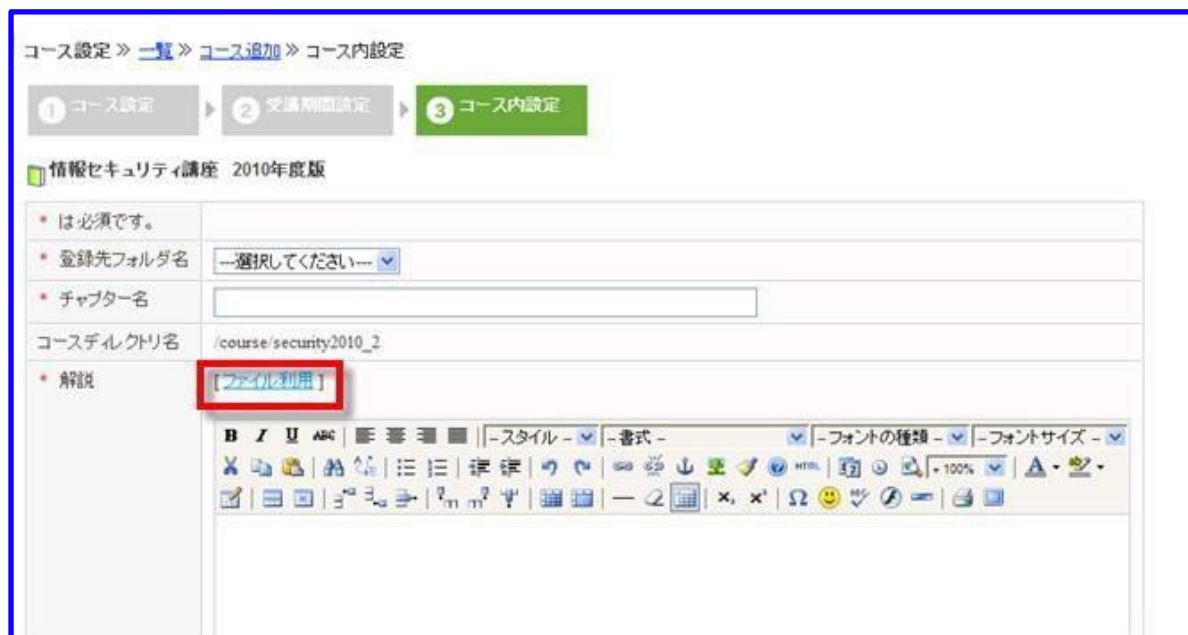 コース設定 ≫ 一覧 ≫ コース追加 ≫ コース内設定
1 コース設定 2 受講期間設定 3 コース内設定
情報セキュリティ講座 2010年度版
* は必須です。
* 登録先フォルダ名 ---選択してください---
* チャプター名
コースディレクトリ名 /course/security2010_2
* 解説 [ファイル利用]
B I U ABC - スタイル - - 書式 - - フォントの種類 - - フォントサイズ -
HTML + 100% A ab
x, x² Ω